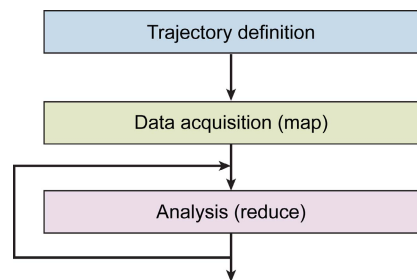 Trajectory definition
Data acquisition (map)
Analysis (reduce)